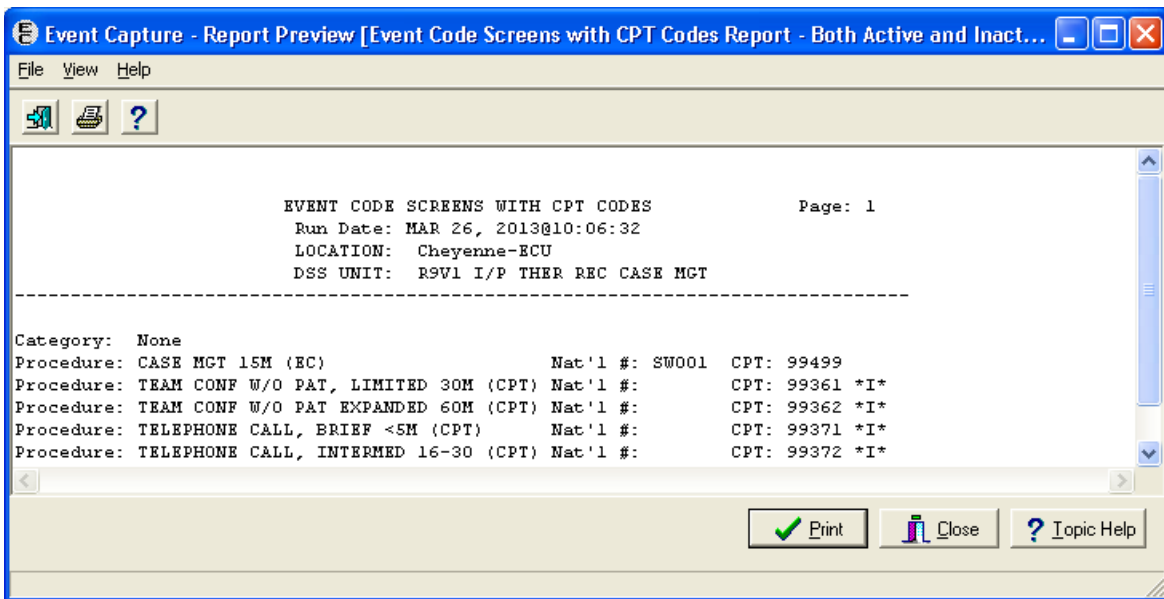 Event Capture - Report Preview [Event Code Screens with CPT Codes Report - Both Active and Inact...
File View Help
?
EVENT CODE SCREENS WITH CPT CODES Page: 1
Run Date: MAR 26, 2013@10:06:32
LOCATION: Cheyenne-ECU
DSS UNIT: R9V1 I/P THER REC CASE MGT
--------------------------------------------------------------------------------
Category: None
Procedure: CASE MGT 15M (EC) Nat'l #: SW001 CPT: 99499
Procedure: TEAM CONF W/O PAT, LIMITED 30M (CPT) Nat'l #: CPT: 99361 *I*
Procedure: TEAM CONF W/O PAT EXPANDED 60M (CPT) Nat'l #: CPT: 99362 *I*
Procedure: TELEPHONE CALL, BRIEF <5M (CPT) Nat'l #: CPT: 99371 *I*
Procedure: TELEPHONE CALL, INTERMED 16-30 (CPT) Nat'l #: CPT: 99372 *I*
Print Close ? Topic Help